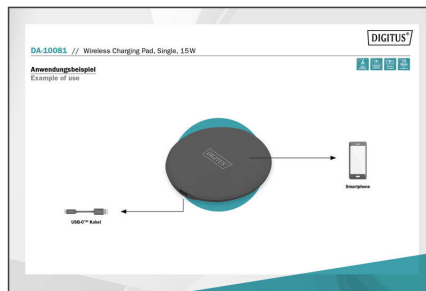 DIGITUS®
DA-10081 // Wireless Charging Pad, Single, 15W
Anwendungsbeispiel
Example of use
DIGITUS
Smartphone
USB-C™ Kabel